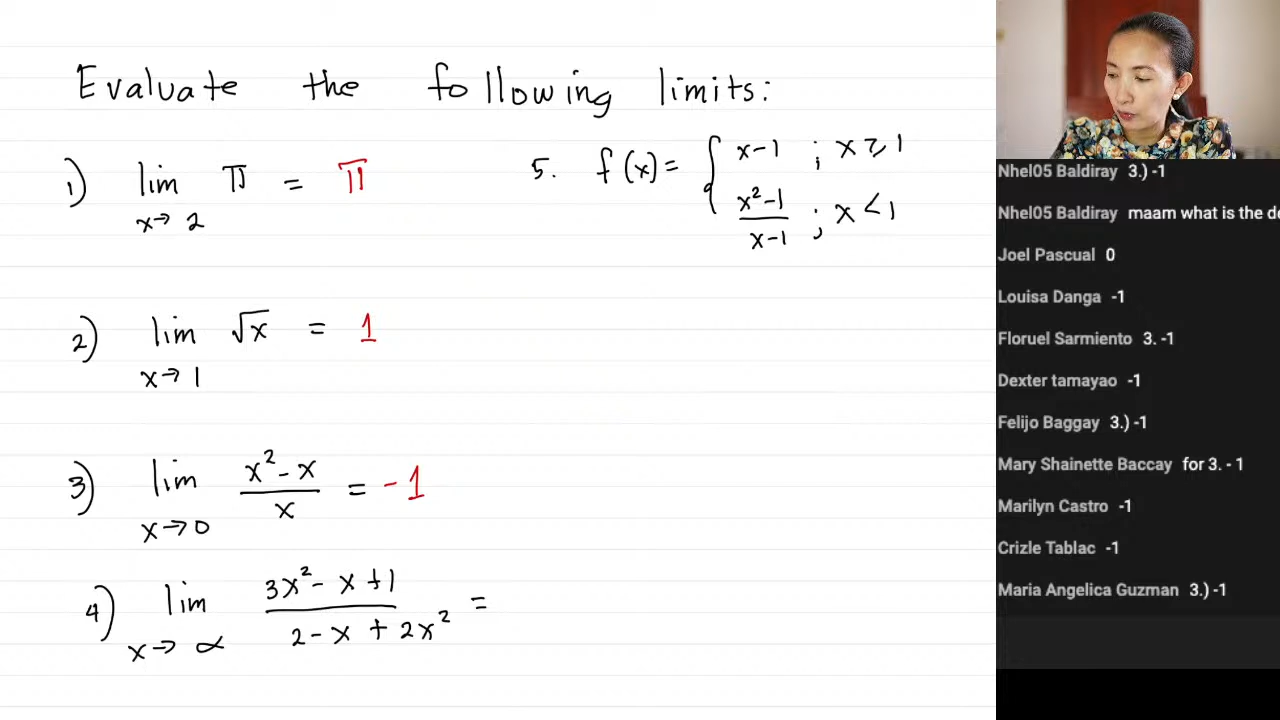 Evaluate the following limits:
1) lim π = π
x→2
2) lim √x = 1
x→1
3) lim x²-x = -1
x
x→0
4) lim 3x²-x+1 =
2-x+2x²
x→∝
5. f(x)= { x-1 ; x≥1
x²-1 ; x<1
x-1
Nhel05 Baldiray 3.) -1
Nhel05 Baldiray maam what is the
Joel Pascual 0
Louisa Danga -1
Floruel Sarmiento 3. -1
Dexter tamayao -1
Felijo Baggay 3.) -1
Mary Shainette Baccay for 3. - 1
Marilyn Castro -1
Crizle Tablac -1
Maria Angelica Guzman 3.) -1